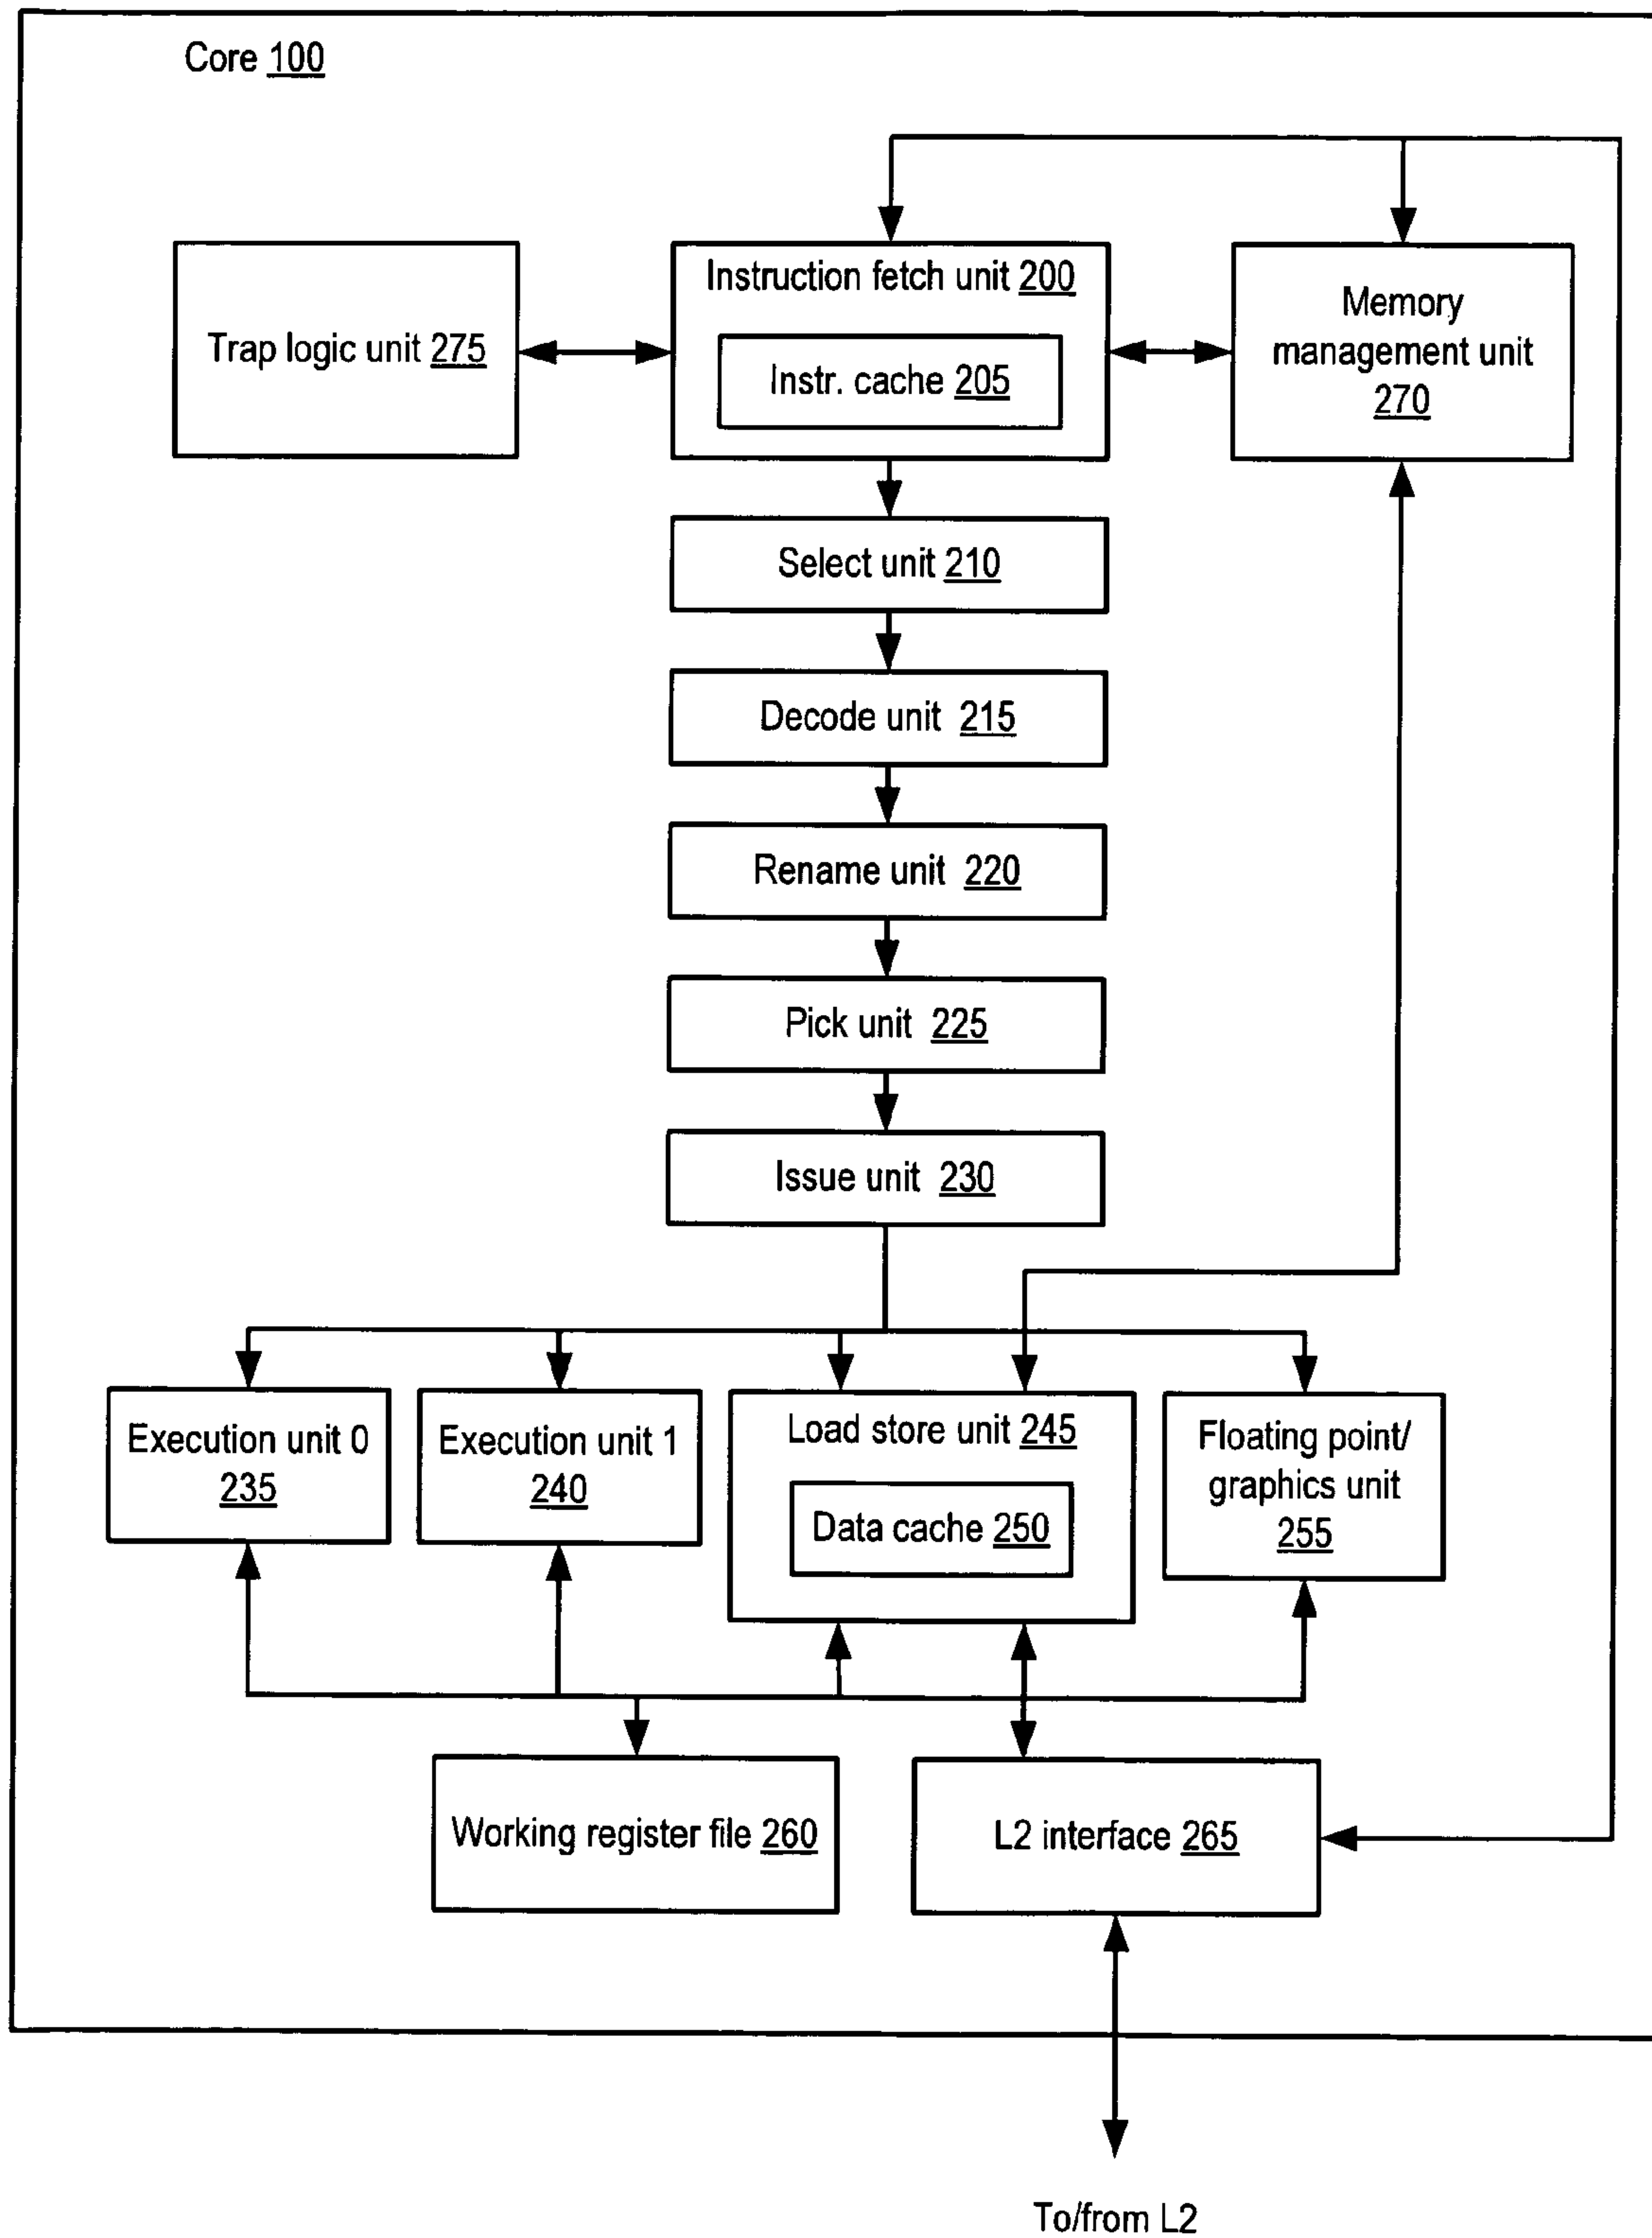 Core 100
Trap logic unit 275
Instruction fetch unit 200
Instr. cache 205
Memory
management unit
270
Select unit 210
Decode unit 215
Rename unit 220
Pick unit 225
Issue unit 230
Execution unit 0
235
Execution unit 1
240
Load store unit 245
Data cache 250
Floating point/
graphics unit
255
Working register file 260
L2 interface 265
To/from L2